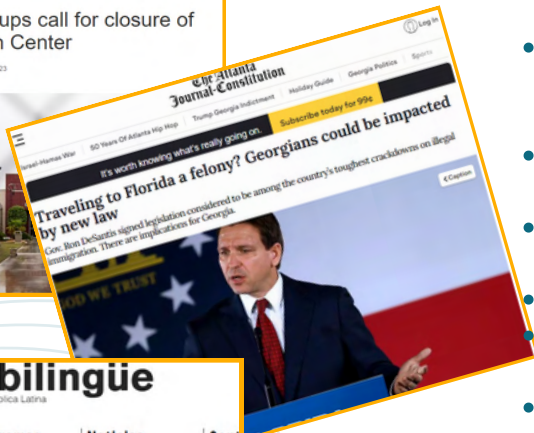 ups call for closure of
n Center
23
Log In
The Atlanta
Journal-Constitution
Israel-Hamas War 50 Years Of Atlanta Hip Hop Trump Georgia Indictment Holiday Guide Georgia Politics Sports
It's worth knowing what's really going on. Subscribe today for 99¢
Traveling to Florida a felony? Georgians could be impacted
by new law
Gov. Ron DeSantis signed legislation considered to be among the country's toughest crackdowns on illegal
immigration. There are implications for Georgia.
Caption
GOD WE TRUST
bilingüe
blica Latina